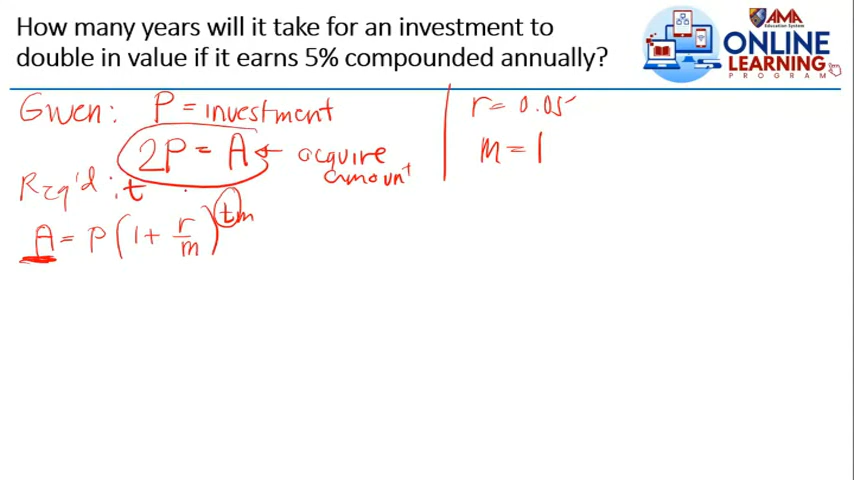 How many years will it take for an investment to
double in value if it earns 5% compounded annually?
AMA
Education System
ONLINE
LEARNING
PROGRAM
Given: P = investment
2P = A ← acquire
amount
Req'd : t
A = P(1 + r/m)^tm
r = 0.05
m = 1